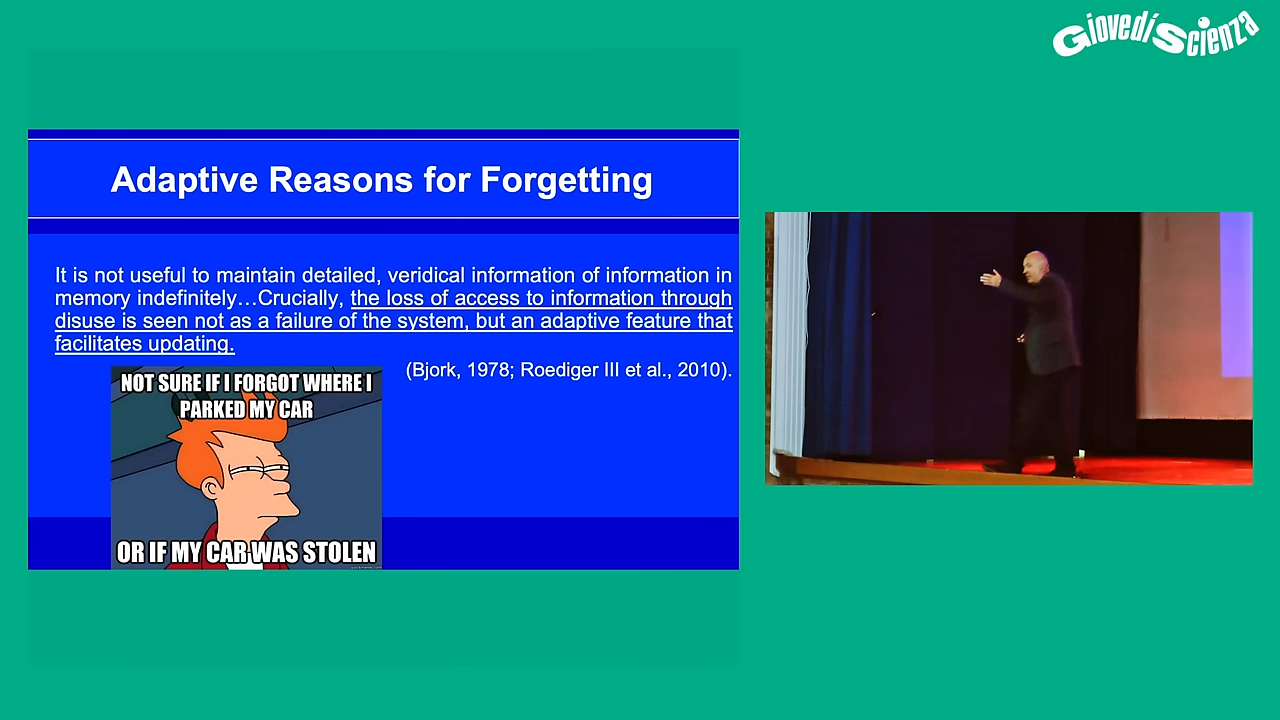 GiovedìScienza
Adaptive Reasons for Forgetting
It is not useful to maintain detailed, veridical information of information in
memory indefinitely…Crucially, the loss of access to information through
disuse is seen not as a failure of the system, but an adaptive feature that
facilitates updating.
(Bjork, 1978; Roediger III et al., 2010).
NOT SURE IF I FORGOT WHERE I
PARKED MY CAR
OR IF MY CAR WAS STOLEN